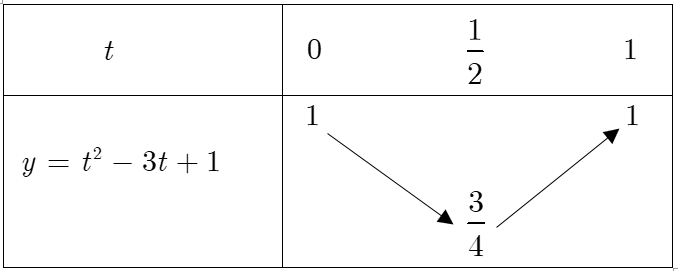 t 0 1/2 1
1 1
y = t² − 3t + 1
3/4